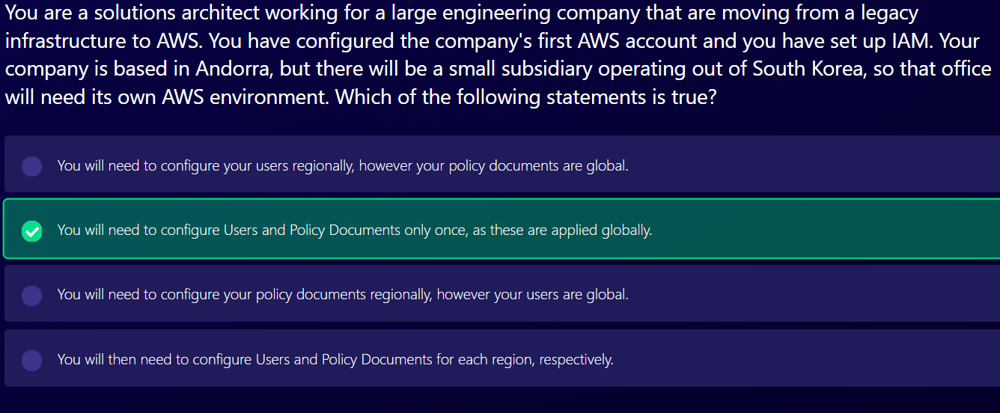 You are a solutions architect working for a large engineering company that are moving from a legacy
infrastructure to AWS. You have configured the company's first AWS account and you have set up IAM. Your
company is based in Andorra, but there will be a small subsidiary operating out of South Korea, so that office
will need its own AWS environment. Which of the following statements is true?
You will need to configure your users regionally, however your policy documents are global.
You will need to configure Users and Policy Documents only once, as these are applied globally.
You will need to configure your policy documents regionally, however your users are global.
You will then need to configure Users and Policy Documents for each region, respectively.